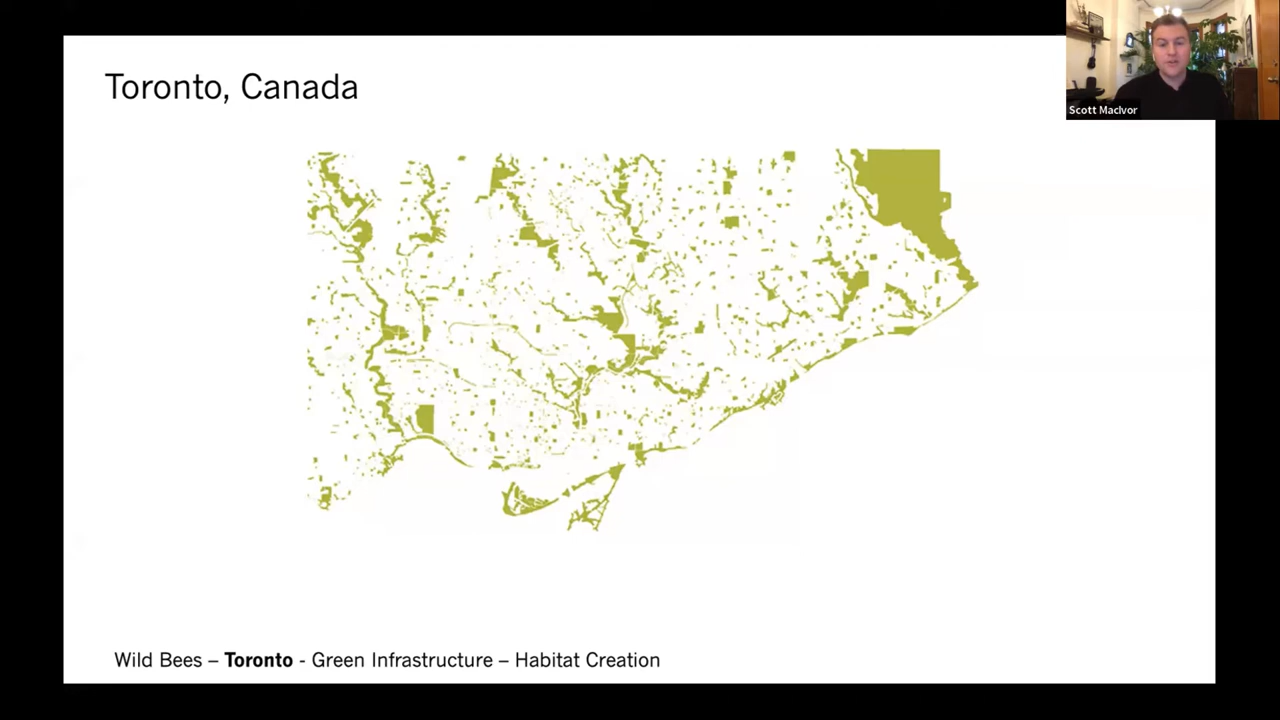 Toronto, Canada
Scott MacIvor
Wild Bees – Toronto - Green Infrastructure – Habitat Creation